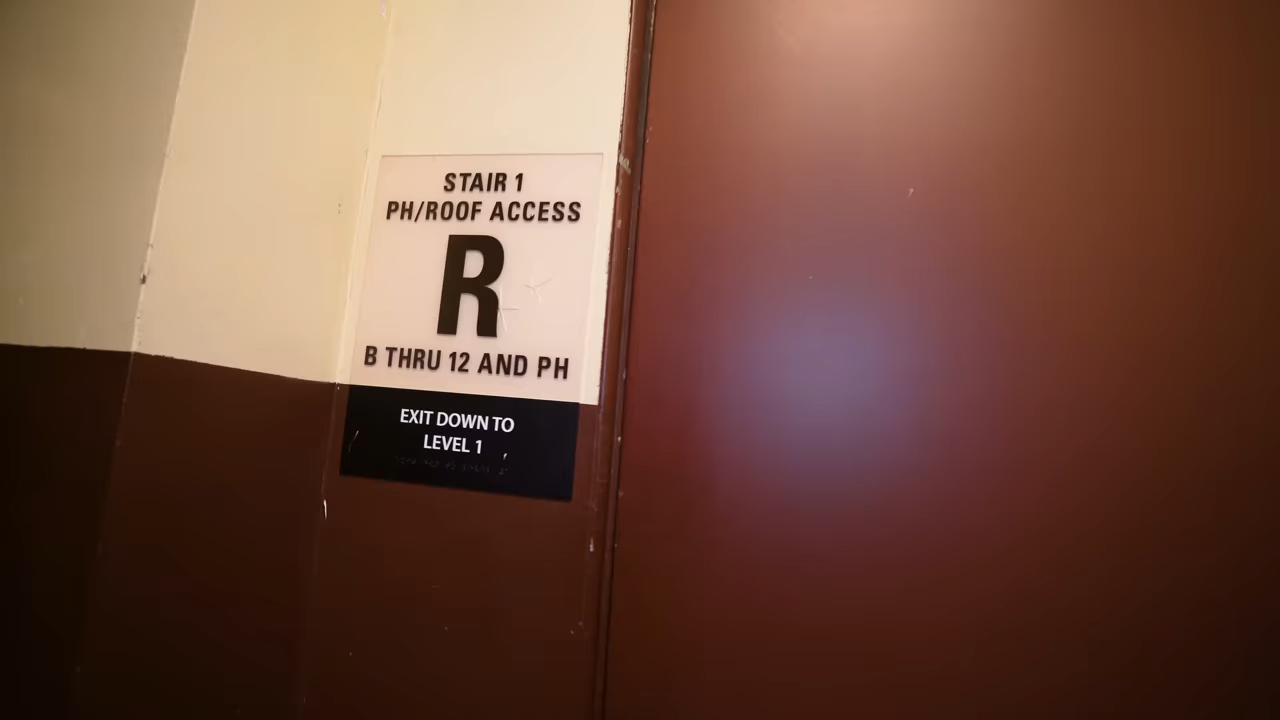 STAIR 1
PH/ROOF ACCESS
R
B THRU 12 AND PH
EXIT DOWN TO
LEVEL 1